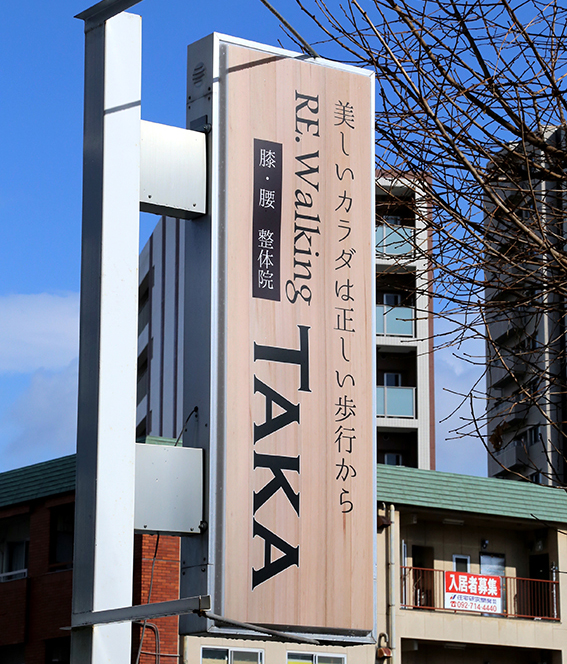 美しいカラダは正しい歩行から
RE.Walking TAKA
膝・腰 整体院
入居者募集
092-714-4440